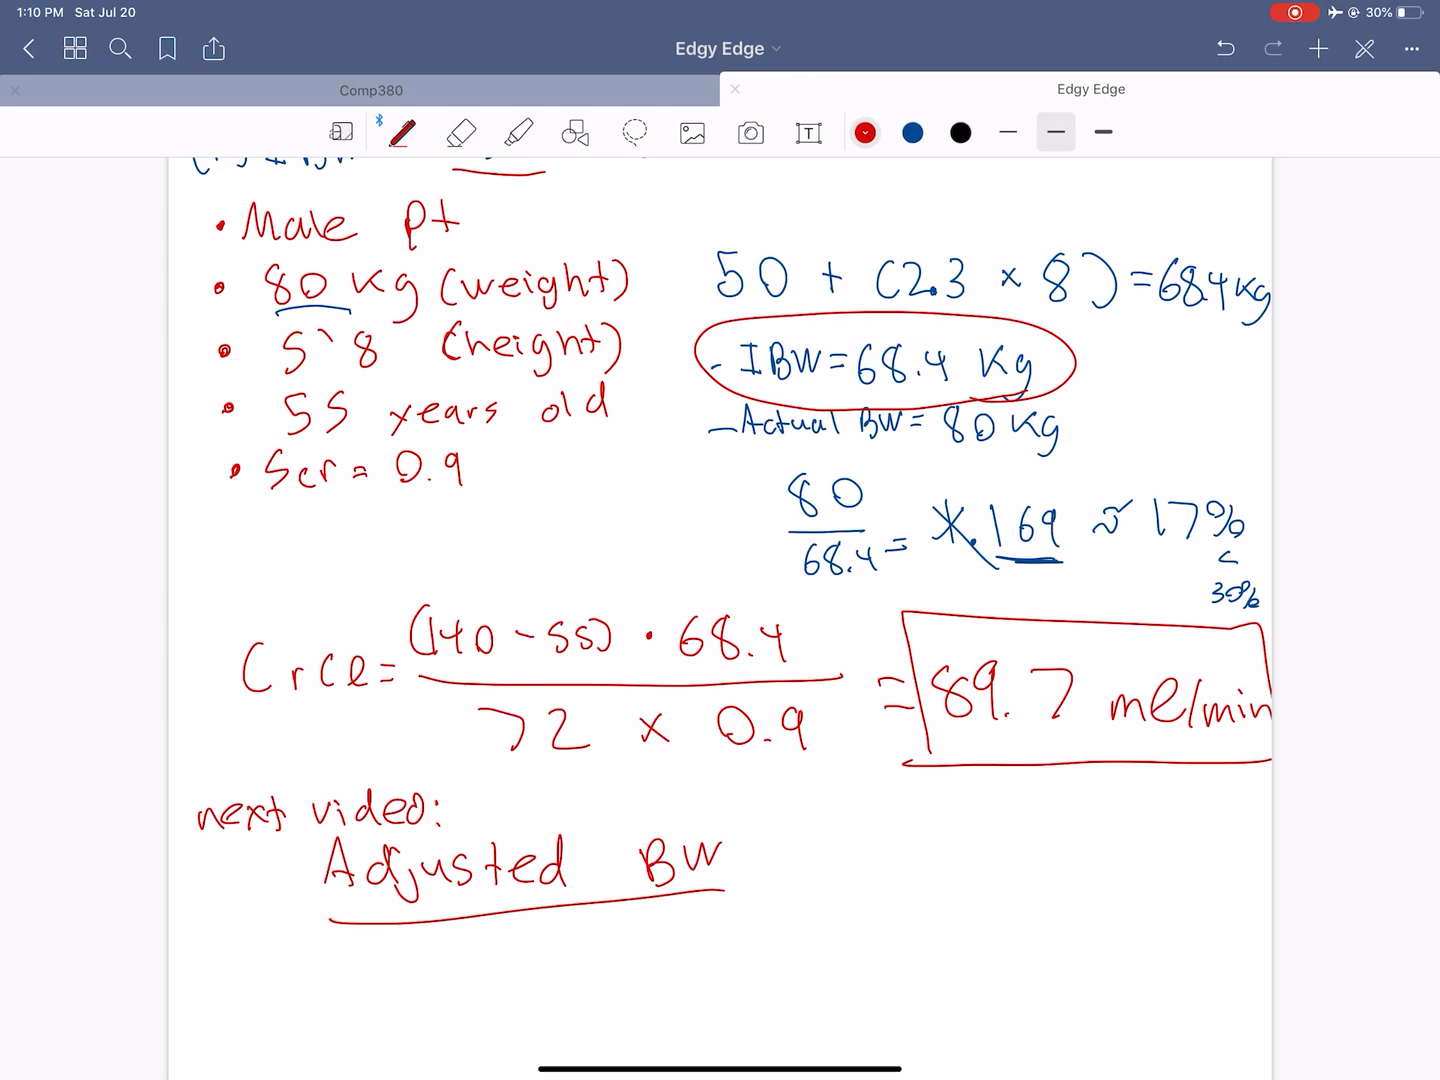 1:10 PM Sat Jul 20
30%
Edgy Edge
Comp380
Edgy Edge
T
• Male Pt
• 80 kg (weight)
• 5'8 (height)
• 55 years old
• Scr = 0.9
50 + (2.3 × 8) = 68.4 kg
- IBW = 68.4 Kg
- Actual BW = 80 kg
80
68.4 =
.169 ≈ 17%
<
30%
(140 - 55) · 68.4
CrCl =
72 × 0.9
= 89.7 ml/min
next video:
Adjusted BW